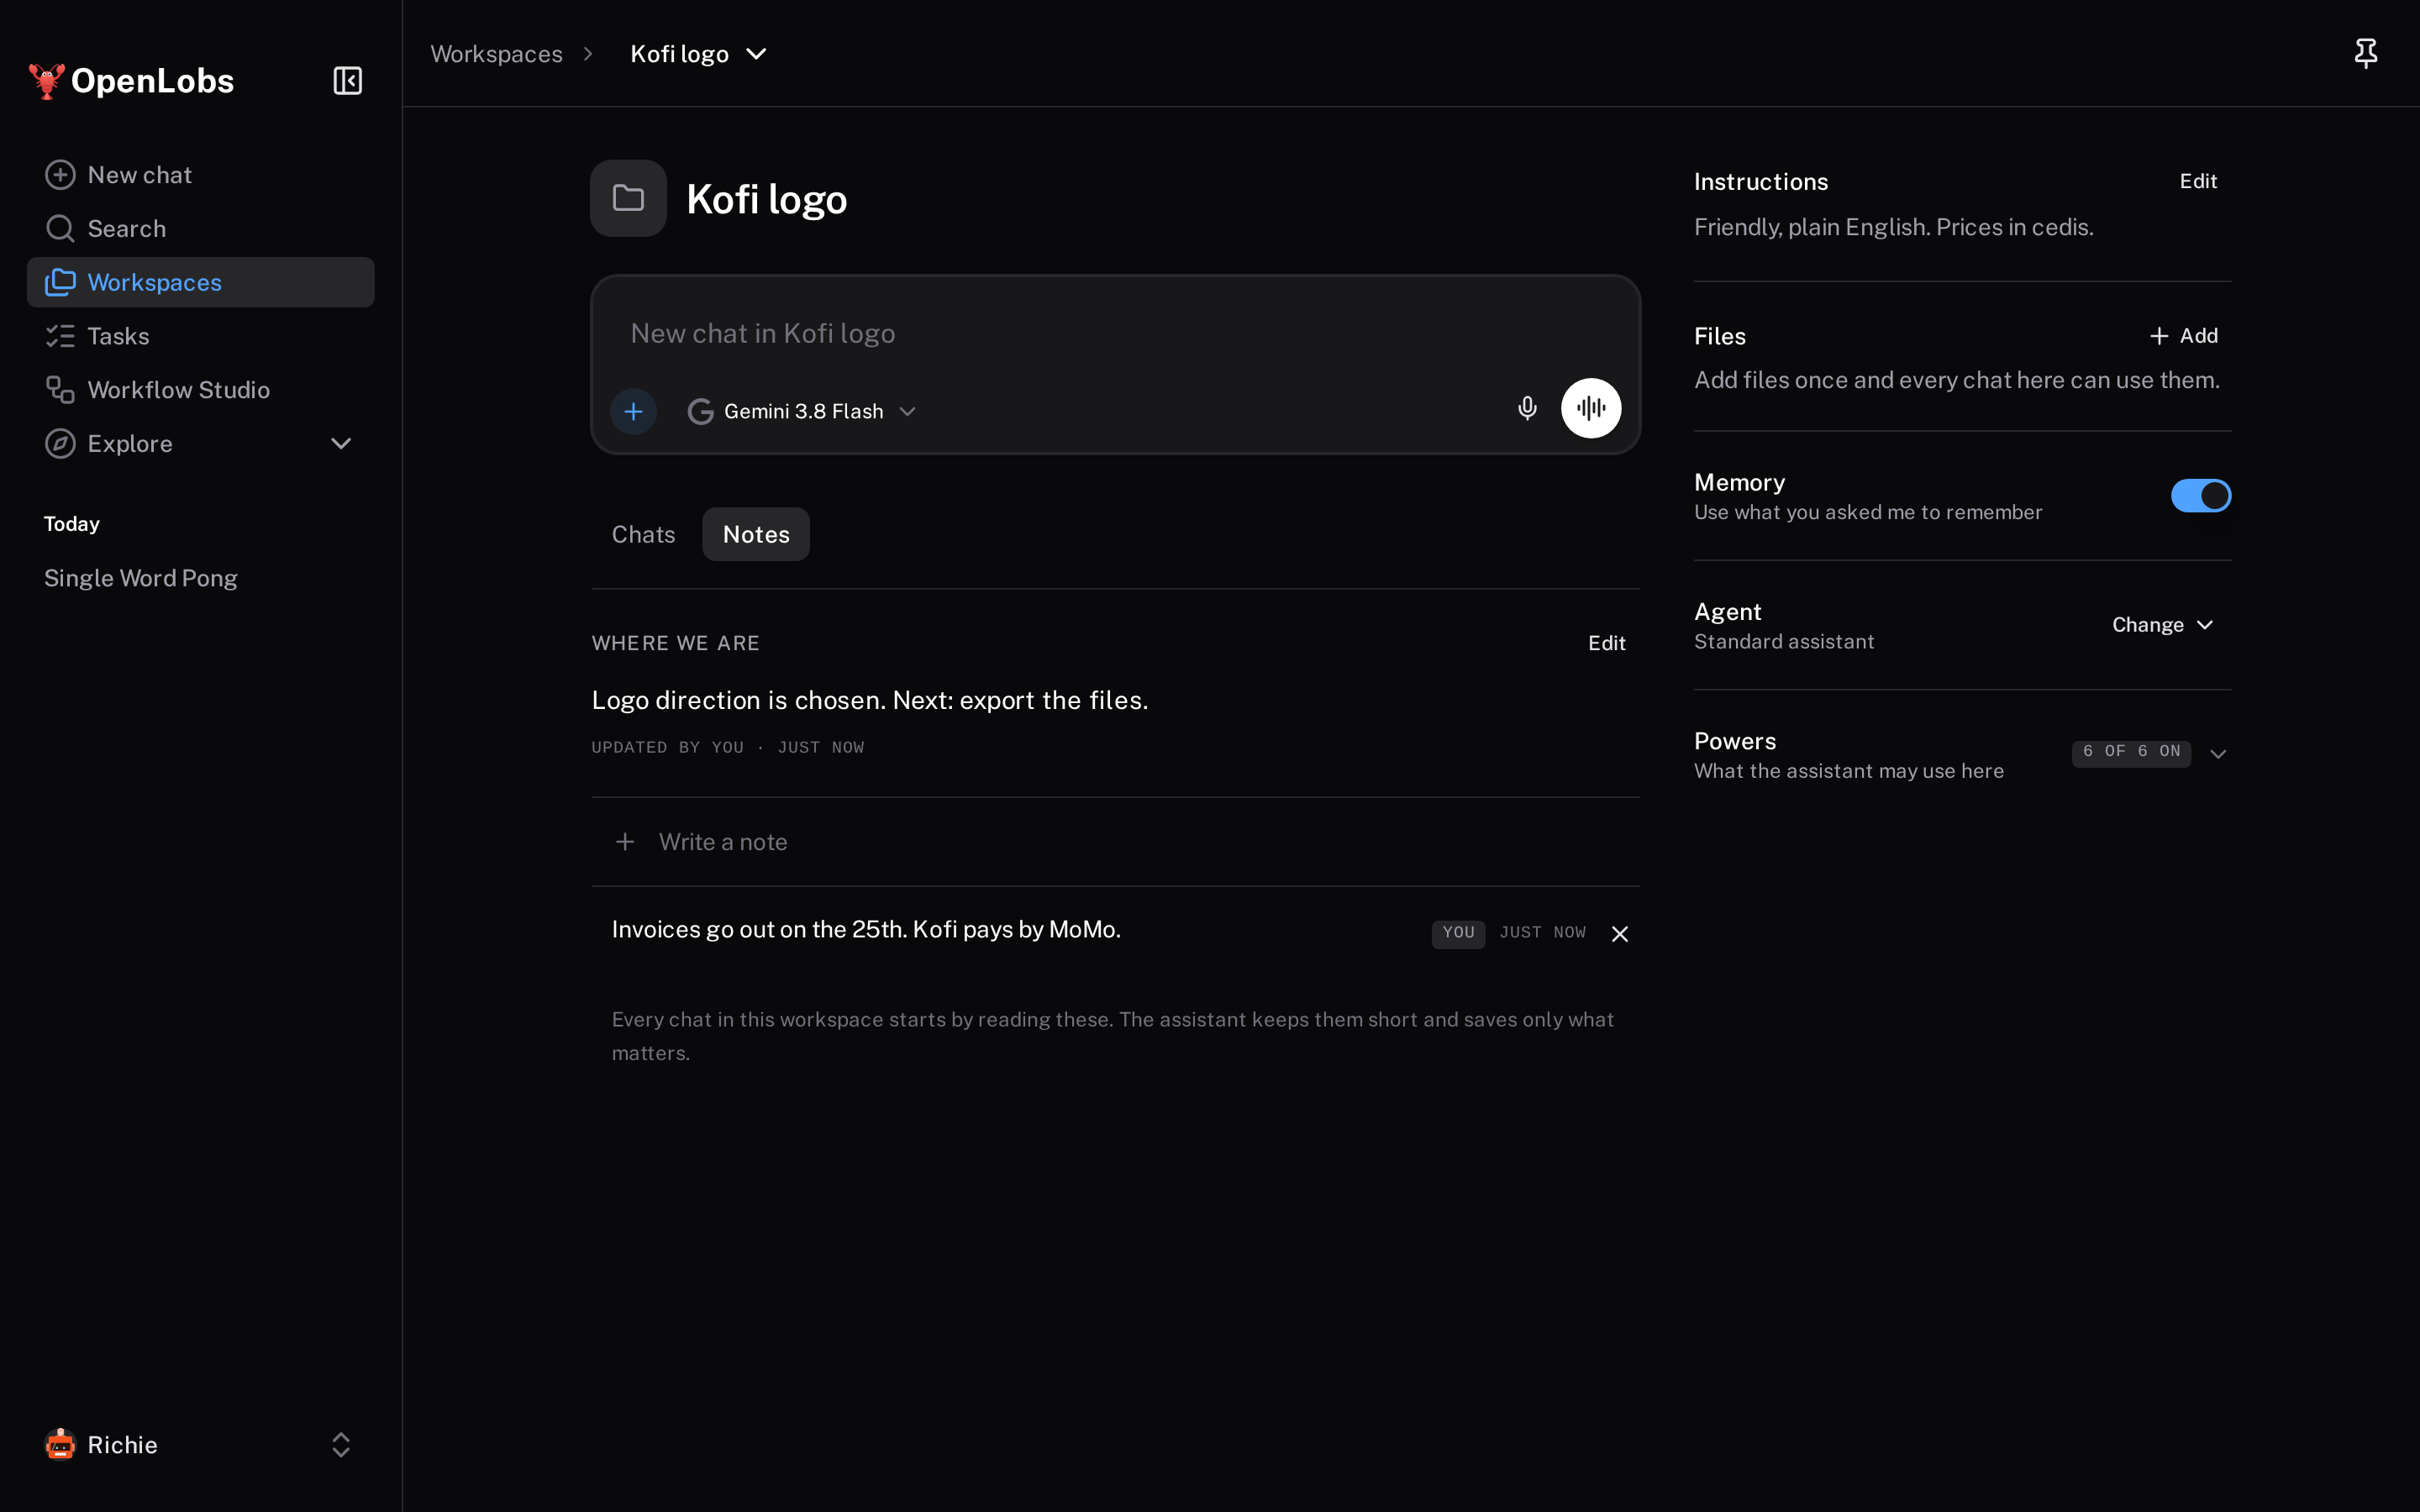 OpenLobs
New chat
Search
Workspaces
Tasks
Workflow Studio
Explore
Today
Single Word Pong
Richie
Workspaces
Kofi logo
Kofi logo
New chat in Kofi logo
Gemini 3.8 Flash
Chats
Notes
WHERE WE ARE
Edit
Logo direction is chosen. Next: export the files.
UPDATED BY YOU · JUST NOW
Write a note
Invoices go out on the 25th. Kofi pays by MoMo.
YOU JUST NOW
Every chat in this workspace starts by reading these. The assistant keeps them short and saves only what
matters.
Instructions
Edit
Friendly, plain English. Prices in cedis.
Files
Add
Add files once and every chat here can use them.
Memory
Use what you asked me to remember
Agent
Standard assistant
Change
Powers
What the assistant may use here
6 OF 6 ON